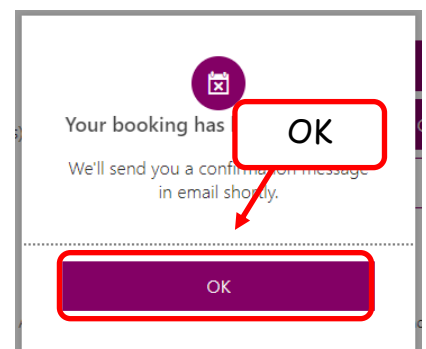 Your booking has
OK
We'll send you a confirmation message
in email shortly.
OK